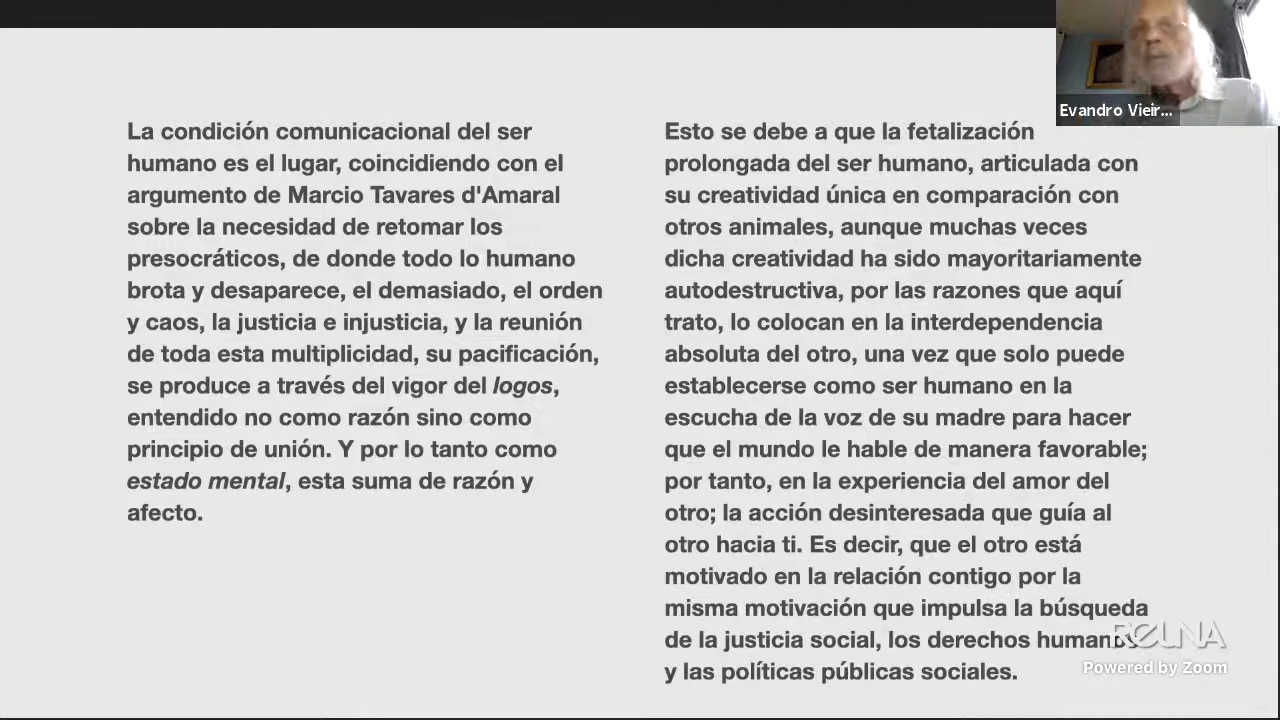 La condición comunicacional del ser
humano es el lugar, coincidiendo con el
argumento de Marcio Tavares d'Amaral
sobre la necesidad de retomar los
presocráticos, de donde todo lo humano
brota y desaparece, el demasiado, el orden
y caos, la justicia e injusticia, y la reunión
de toda esta multiplicidad, su pacificación,
se produce a través del vigor del logos,
entendido no como razón sino como
principio de unión. Y por lo tanto como
estado mental, esta suma de razón y
afecto.
Esto se debe a que la fetalización
prolongada del ser humano, articulada con
su creatividad única en comparación con
otros animales, aunque muchas veces
dicha creatividad ha sido mayoritariamente
autodestructiva, por las razones que aquí
trato, lo colocan en la interdependencia
absoluta del otro, una vez que solo puede
establecerse como ser humano en la
escucha de la voz de su madre para hacer
que el mundo le hable de manera favorable;
por tanto, en la experiencia del amor del
otro; la acción desinteresada que guía al
otro hacia ti. Es decir, que el otro está
motivado en la relación contigo por la
misma motivación que impulsa la búsqueda
de la justicia social, los derechos humanos
y las políticas públicas sociales.
Evandro Vieir...
RELNA
Powered by Zoom